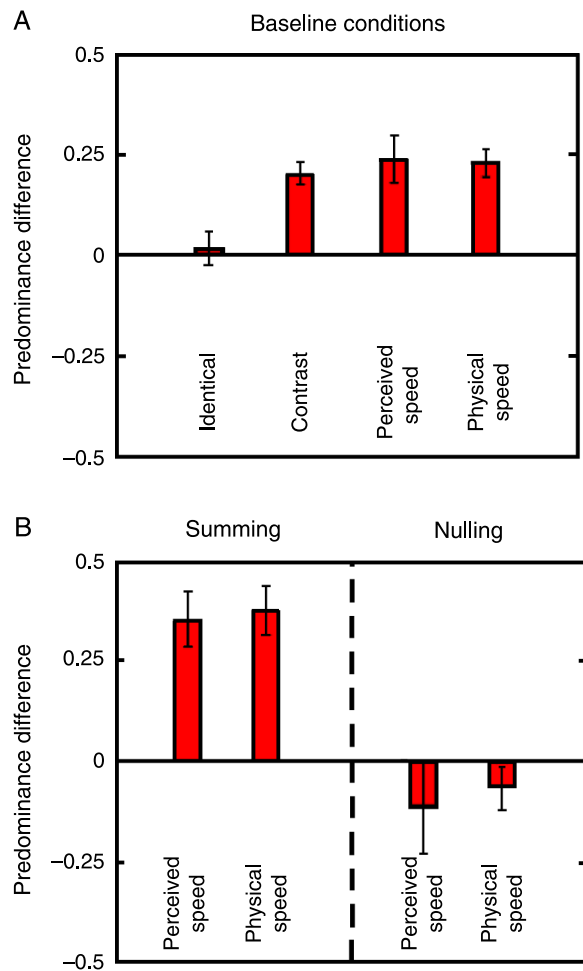 A
Baseline conditions
Predominance difference
0.5
0.25
0
−0.25
−0.5
Identical
Contrast
Perceived
speed
Physical
speed
B
Summing
Nulling
Predominance difference
0.5
0.25
0
−0.25
−0.5
Perceived
speed
Physical
speed
Perceived
speed
Physical
speed